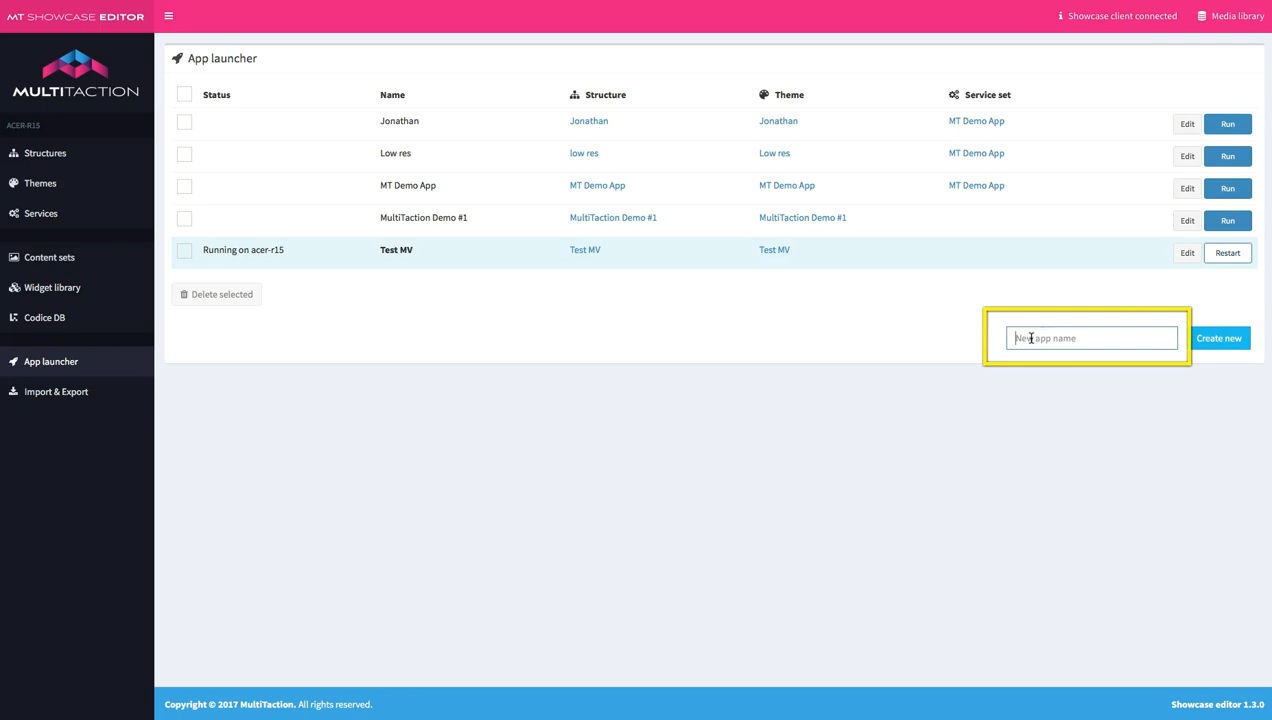 MT SHOWCASE EDITOR
Showcase client connected
Media library
MULTITACTION
ACER-R15
Structures
Themes
Services
Content sets
Widget library
Codice DB
App launcher
Import & Export
App launcher
Status Name Structure Theme Service set
Jonathan Jonathan Jonathan MT Demo App Edit Run
Low res low res Low res MT Demo App Edit Run
MT Demo App MT Demo App MT Demo App MT Demo App Edit Run
MultiTaction Demo #1 MultiTaction Demo #1 MultiTaction Demo #1 Edit Run
Running on acer-r15 Test MV Test MV Test MV Edit Restart
Delete selected
New app name Create new
Copyright © 2017 MultiTaction. All rights reserved. Showcase editor 1.3.0